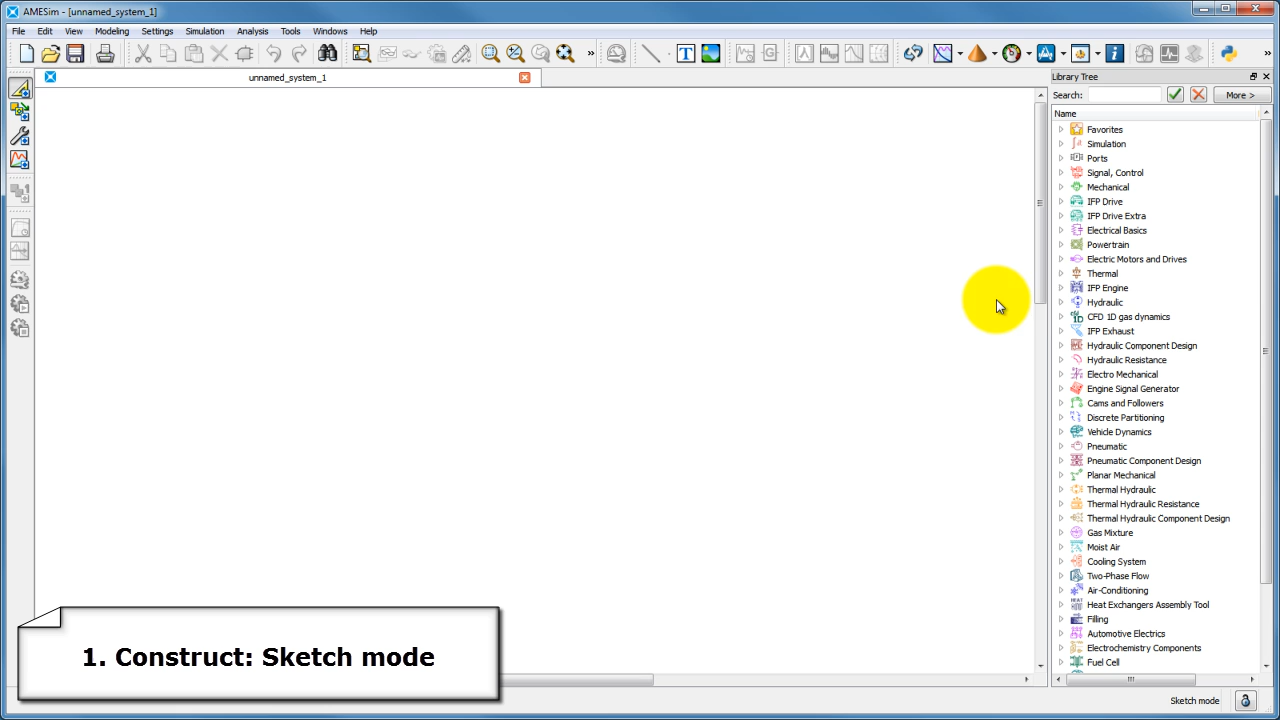 AMESim - [unnamed_system_1]
File Edit View Modeling Settings Simulation Analysis Tools Windows Help
unnamed_system_1
Library Tree
Search:
More >
Name
Favorites
Simulation
Ports
Signal, Control
Mechanical
IFP Drive
IFP Drive Extra
Electrical Basics
Powertrain
Electric Motors and Drives
Thermal
IFP Engine
Hydraulic
CFD 1D gas dynamics
IFP Exhaust
Hydraulic Component Design
Hydraulic Resistance
Electro Mechanical
Engine Signal Generator
Cams and Followers
Discrete Partitioning
Vehicle Dynamics
Pneumatic
Pneumatic Component Design
Planar Mechanical
Thermal Hydraulic
Thermal Hydraulic Resistance
Thermal Hydraulic Component Design
Gas Mixture
Moist Air
Cooling System
Two-Phase Flow
Air-Conditioning
Heat Exchangers Assembly Tool
Filling
Automotive Electrics
Electrochemistry Components
Fuel Cell
1. Construct: Sketch mode
Sketch mode